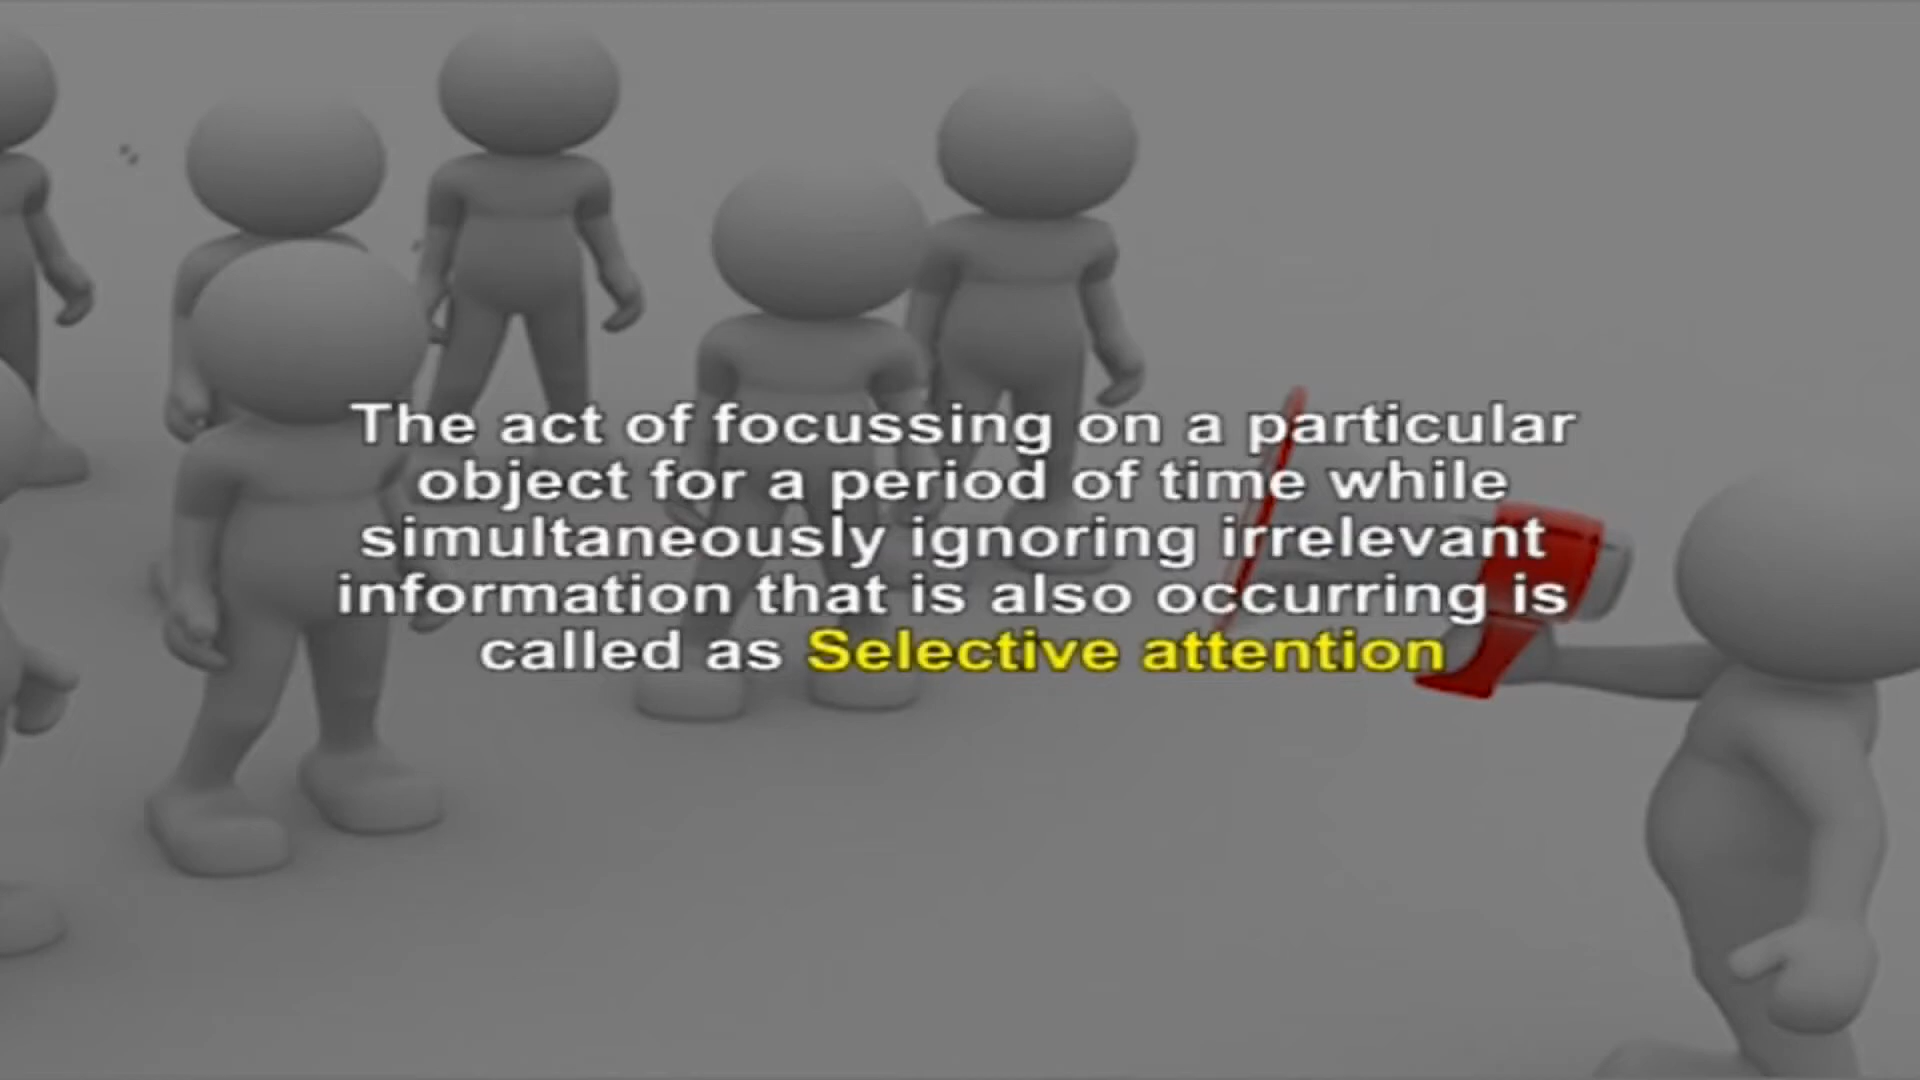 The act of focussing on a particular
object for a period of time while
simultaneously ignoring irrelevant
information that is also occurring is
called as Selective attention